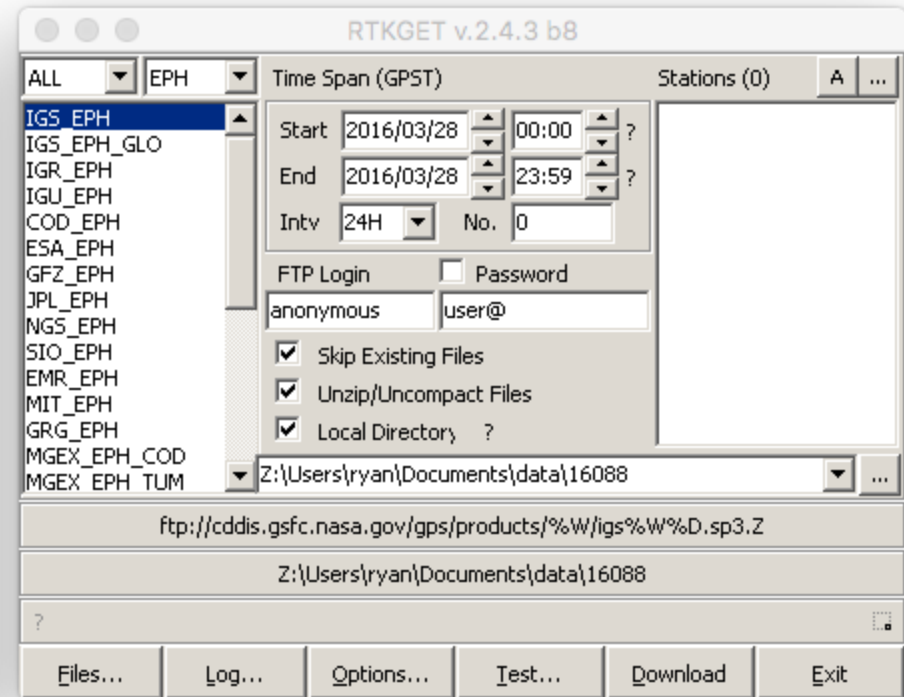 RTKGET v.2.4.3 b8
ALL EPH Time Span (GPST) Stations (0) A ...
IGS_EPH
IGS_EPH_GLO
IGR_EPH
IGU_EPH
COD_EPH
ESA_EPH
GFZ_EPH
JPL_EPH
NGS_EPH
SIO_EPH
EMR_EPH
MIT_EPH
GRG_EPH
MGEX_EPH_COD
MGEX_EPH_TUM
Start 2016/03/28 00:00 ?
End 2016/03/28 23:59 ?
Intv 24H No. 0
FTP Login Password
anonymous user@
Skip Existing Files
Unzip/Uncompact Files
Local Directory ?
Z:\Users\ryan\Documents\data\16088 ...
ftp://cddis.gsfc.nasa.gov/gps/products/%W/igs%W%D.sp3.Z
Z:\Users\ryan\Documents\data\16088
?
Files... Log... Options... Test... Download Exit